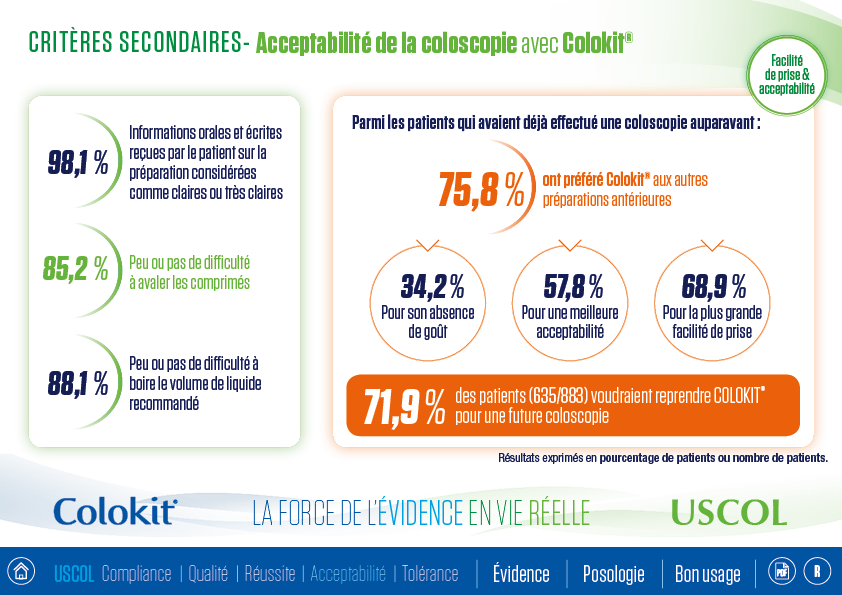 CRITÈRES SECONDAIRES- Acceptabilité de la coloscopie avec Colokit®
Facilité
de prise &
acceptabilité
98,1 %
Informations orales et écrites
reçues par le patient sur la
préparation considérées
comme claires ou très claires
85,2 %
Peu ou pas de difficulté
à avaler les comprimés
88,1 %
Peu ou pas de difficulté à
boire le volume de liquide
recommandé
Parmi les patients qui avaient déjà effectué une coloscopie auparavant :
75,8 %
ont préféré Colokit® aux autres
préparations antérieures
34,2 %
Pour son absence
de goût
57,8 %
Pour une meilleure
acceptabilité
68,9 %
Pour la plus grande
facilité de prise
71,9 %
des patients (635/883) voudraient reprendre COLOKIT®
pour une future coloscopie
Résultats exprimés en pourcentage de patients ou nombre de patients.
Colokit®
LA FORCE DE L'ÉVIDENCE EN VIE RÉELLE
USCOL
USCOL Compliance | Qualité | Réussite | Acceptabilité | Tolérance | Évidence | Posologie | Bon usage | PDF R